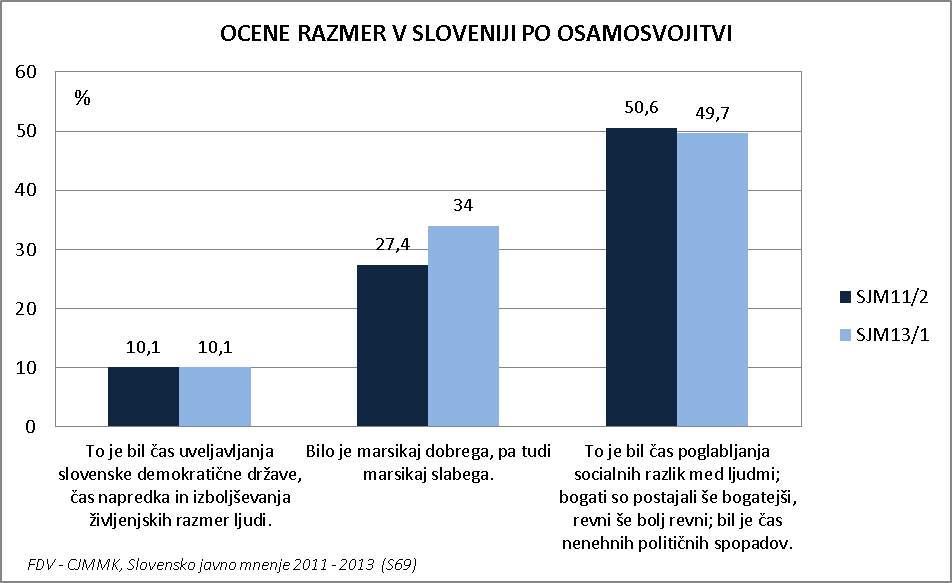 OCENE RAZMER V SLOVENIJI PO OSAMOSVOJITVI
60
%
50
40
30
20
10
0
10,1
10,1
27,4
34
50,6
49,7
SJM11/2
SJM13/1
To je bil čas uveljavljanja
slovenske demokratične države,
čas napredka in izboljševanja
življenjskih razmer ljudi.
Bilo je marsikaj dobrega, pa tudi
marsikaj slabega.
To je bil čas poglabljanja
socialnih razlik med ljudmi;
bogati so postajali še bogatejši,
revni še bolj revni; bil je čas
nenehnih političnih spopadov.
FDV - CJMMK, Slovensko javno mnenje 2011 - 2013 (S69)